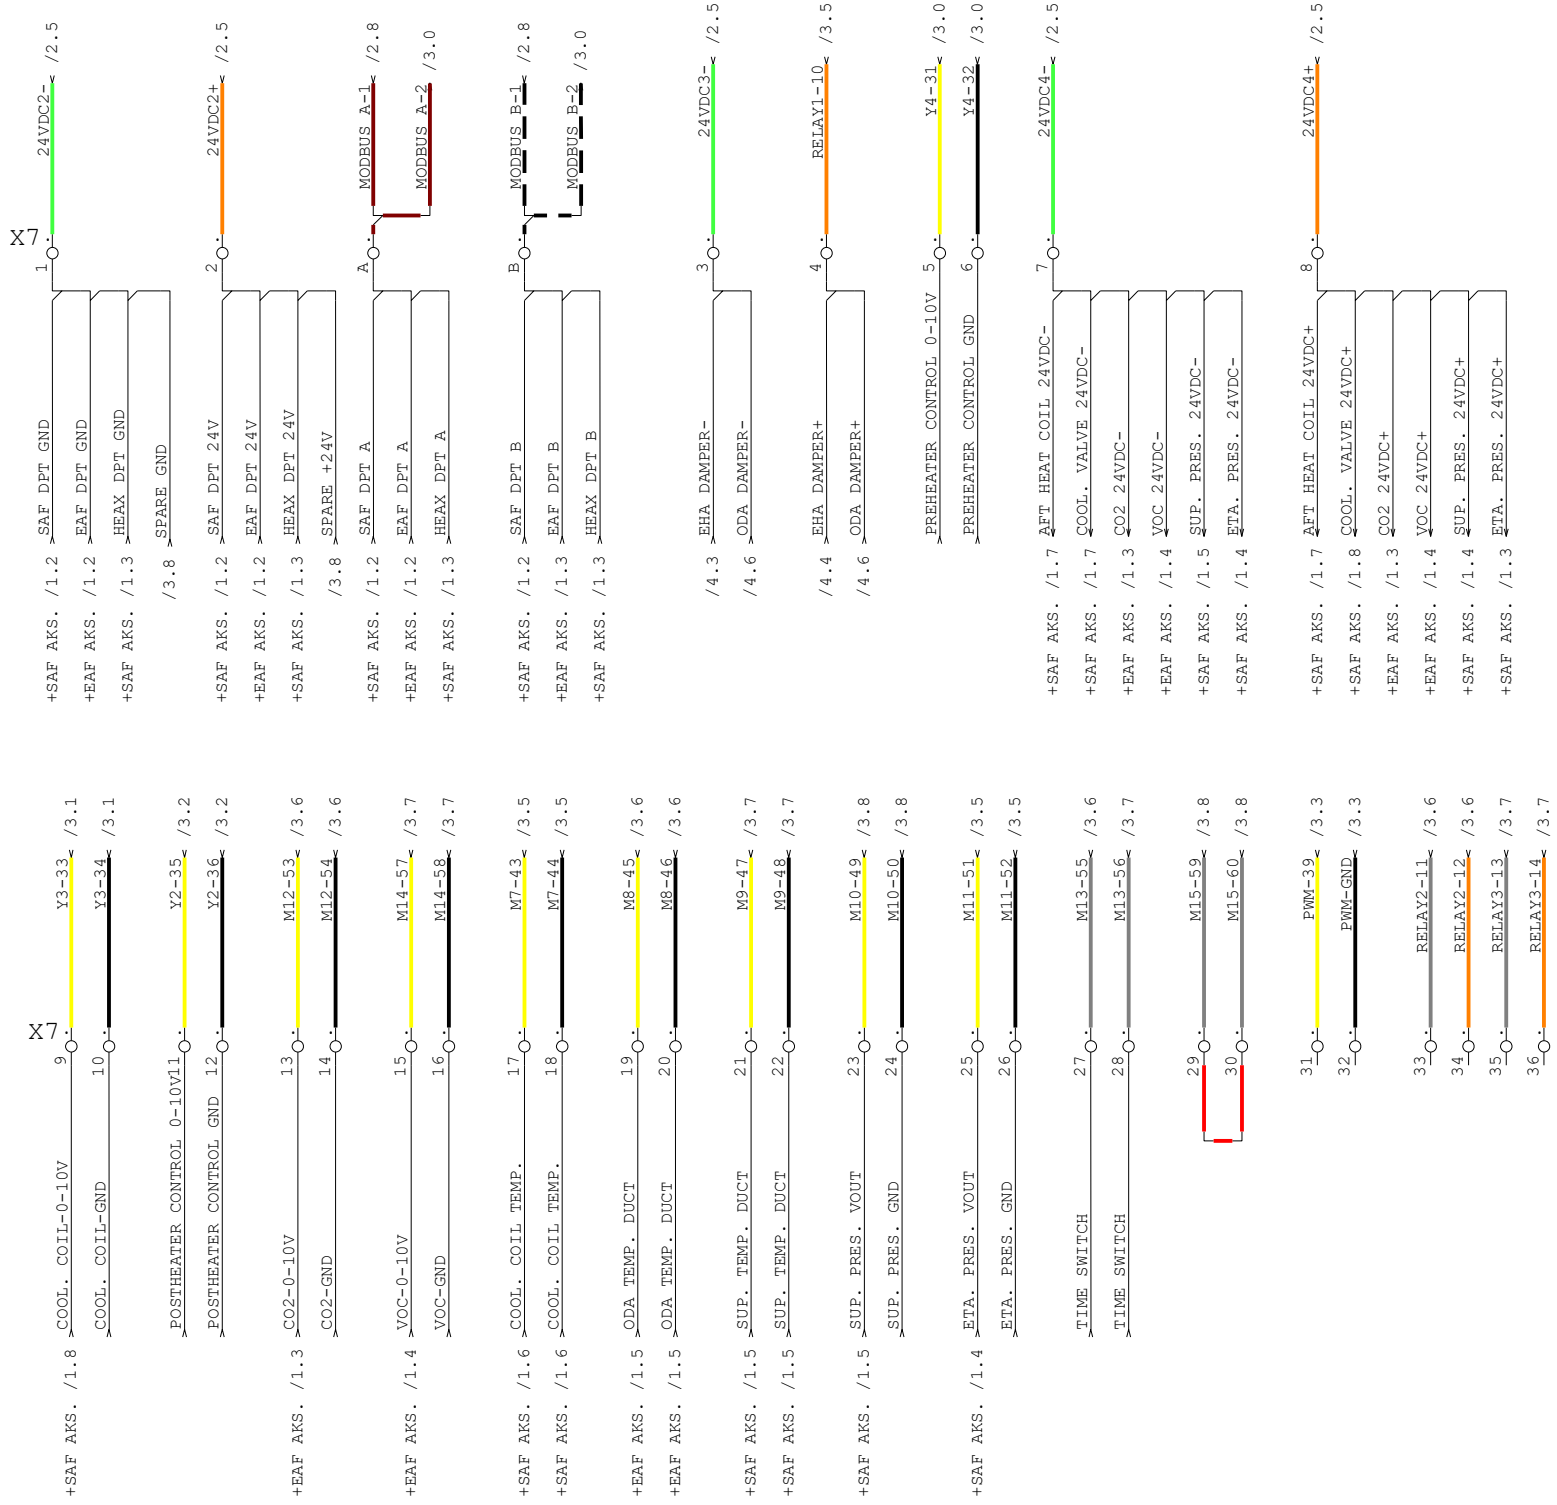 X7
24VDC2- /2.5
1
SAF DPT GND
+SAF AKS. /1.2
EAF DPT GND
+EAF AKS. /1.2
HEAX DPT GND
+SAF AKS. /1.3
SPARE GND
/3.8
24VDC2+ /2.5
2
SAF DPT 24V
+SAF AKS. /1.2
EAF DPT 24V
+EAF AKS. /1.2
HEAX DPT 24V
+SAF AKS. /1.3
SPARE +24V
/3.8
MODBUS A-1 /2.8
MODBUS A-2 /3.0
A
SAF DPT A
+SAF AKS. /1.2
EAF DPT A
+EAF AKS. /1.2
HEAX DPT A
+SAF AKS. /1.3
MODBUS B-1 /2.8
MODBUS B-2 /3.0
B
SAF DPT B
+SAF AKS. /1.2
EAF DPT B
+EAF AKS. /1.3
HEAX DPT B
+SAF AKS. /1.3
24VDC3- /2.5
3
EHA DAMPER-
/4.3
ODA DAMPER-
/4.6
RELAY1-10 /3.5
4
EHA DAMPER+
/4.4
ODA DAMPER+
/4.6
Y4-31 /3.0
5
PREHEATER CONTROL 0-10V
Y4-32 /3.0
6
PREHEATER CONTROL GND
24VDC4- /2.5
7
AFT HEAT COIL 24VDC-
+SAF AKS. /1.7
COOL. VALVE 24VDC-
+SAF AKS. /1.7
CO2 24VDC-
+EAF AKS. /1.3
VOC 24VDC-
+EAF AKS. /1.4
SUP. PRES. 24VDC-
+SAF AKS. /1.5
ETA. PRES. 24VDC-
+SAF AKS. /1.4
24VDC4+ /2.5
8
AFT HEAT COIL 24VDC+
+SAF AKS. /1.7
COOL. VALVE 24VDC+
+SAF AKS. /1.8
CO2 24VDC+
+EAF AKS. /1.3
VOC 24VDC+
+EAF AKS. /1.4
SUP. PRES. 24VDC+
+SAF AKS. /1.4
ETA. PRES. 24VDC+
+SAF AKS. /1.3
X7
Y3-33 /3.1
9
COOL. COIL-0-10V
+SAF AKS. /1.8
Y3-34 /3.1
10
COOL. COIL-GND
Y2-35 /3.2
11
POSTHEATER CONTROL 0-10V
Y2-36 /3.2
12
POSTHEATER CONTROL GND
M12-53 /3.6
13
CO2-0-10V
+EAF AKS. /1.3
M12-54 /3.6
14
CO2-GND
M14-57 /3.7
15
VOC-0-10V
+EAF AKS. /1.4
M14-58 /3.7
16
VOC-GND
M7-43 /3.5
17
COOL. COIL TEMP.
+SAF AKS. /1.6
M7-44 /3.5
18
COOL. COIL TEMP.
+SAF AKS. /1.6
M8-45 /3.6
19
ODA TEMP. DUCT
+EAF AKS. /1.5
M8-46 /3.6
20
ODA TEMP. DUCT
+EAF AKS. /1.5
M9-47 /3.7
21
SUP. TEMP. DUCT
+SAF AKS. /1.5
M9-48 /3.7
22
SUP. TEMP. DUCT
+SAF AKS. /1.5
M10-49 /3.8
23
SUP. PRES. VOUT
+SAF AKS. /1.5
M10-50 /3.8
24
SUP. PRES. GND
M11-51 /3.5
25
ETA. PRES. VOUT
+SAF AKS. /1.4
M11-52 /3.5
26
ETA. PRES. GND
M13-55 /3.6
27
TIME SWITCH
M13-56 /3.7
28
TIME SWITCH
M15-59 /3.8
29
M15-60 /3.8
30
PWM-39 /3.3
31
PWM-GND /3.3
32
RELAY2-11 /3.6
33
RELAY2-12 /3.6
34
RELAY3-13 /3.7
35
RELAY3-14 /3.7
36